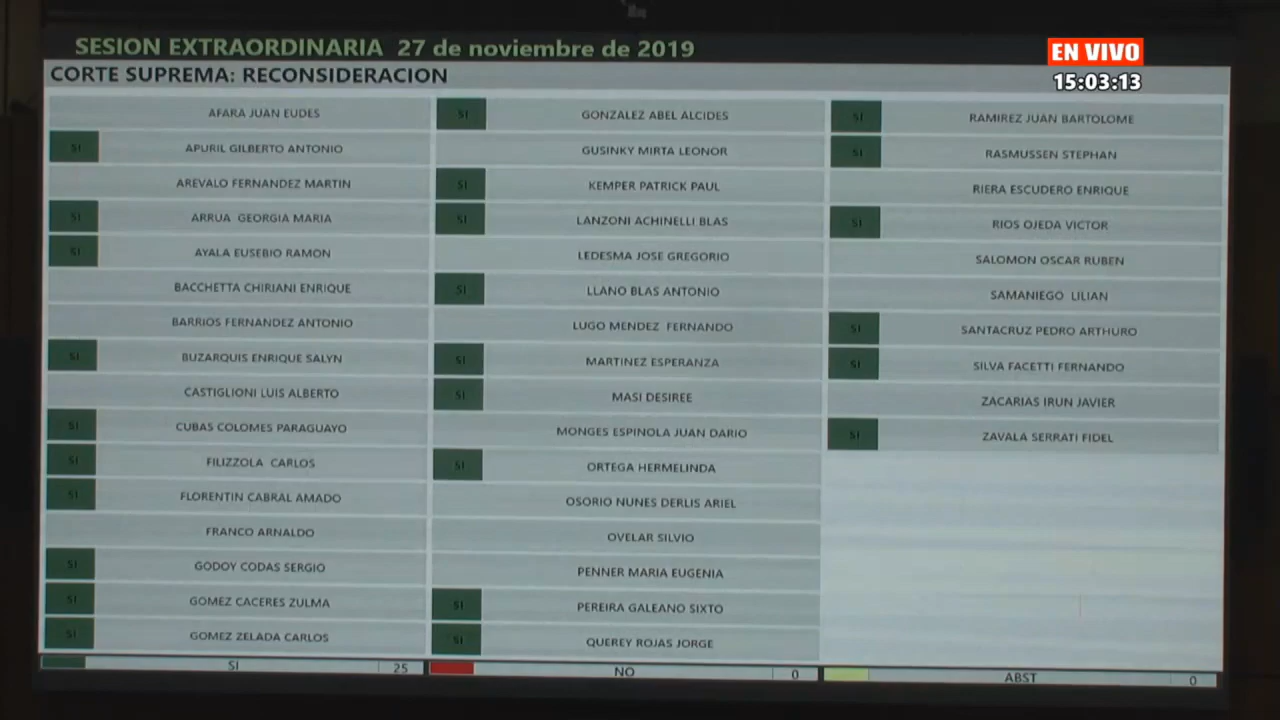 SESION EXTRAORDINARIA 27 de noviembre de 2019
EN VIVO
15:03:13
CORTE SUPREMA: RECONSIDERACION
AFARA JUAN EUDES
SI APURIL GILBERTO ANTONIO
AREVALO FERNANDEZ MARTIN
SI ARRUA GEORGIA MARIA
SI AYALA EUSEBIO RAMON
BACCHETTA CHIRIANI ENRIQUE
BARRIOS FERNANDEZ ANTONIO
SI BUZARQUIS ENRIQUE SALYN
CASTIGLIONI LUIS ALBERTO
SI CUBAS COLOMES PARAGUAYO
SI FILIZZOLA CARLOS
SI FLORENTIN CABRAL AMADO
FRANCO ARNALDO
SI GODOY CODAS SERGIO
SI GOMEZ CACERES ZULMA
SI GOMEZ ZELADA CARLOS
SI GONZALEZ ABEL ALCIDES
GUSINKY MIRTA LEONOR
SI KEMPER PATRICK PAUL
SI LANZONI ACHINELLI BLAS
LEDESMA JOSE GREGORIO
SI LLANO BLAS ANTONIO
LUGO MENDEZ FERNANDO
SI MARTINEZ ESPERANZA
SI MASI DESIREE
MONGES ESPINOLA JUAN DARIO
SI ORTEGA HERMELINDA
OSORIO NUNES DERLIS ARIEL
OVELAR SILVIO
PENNER MARIA EUGENIA
SI PEREIRA GALEANO SIXTO
SI QUEREY ROJAS JORGE
SI RAMIREZ JUAN BARTOLOME
SI RASMUSSEN STEPHAN
RIERA ESCUDERO ENRIQUE
SI RIOS OJEDA VICTOR
SALOMON OSCAR RUBEN
SAMANIEGO LILIAN
SI SANTACRUZ PEDRO ARTHURO
SI SILVA FACETTI FERNANDO
ZACARIAS IRUN JAVIER
SI ZAVALA SERRATI FIDEL
SI 25 NO 0 ABST 0